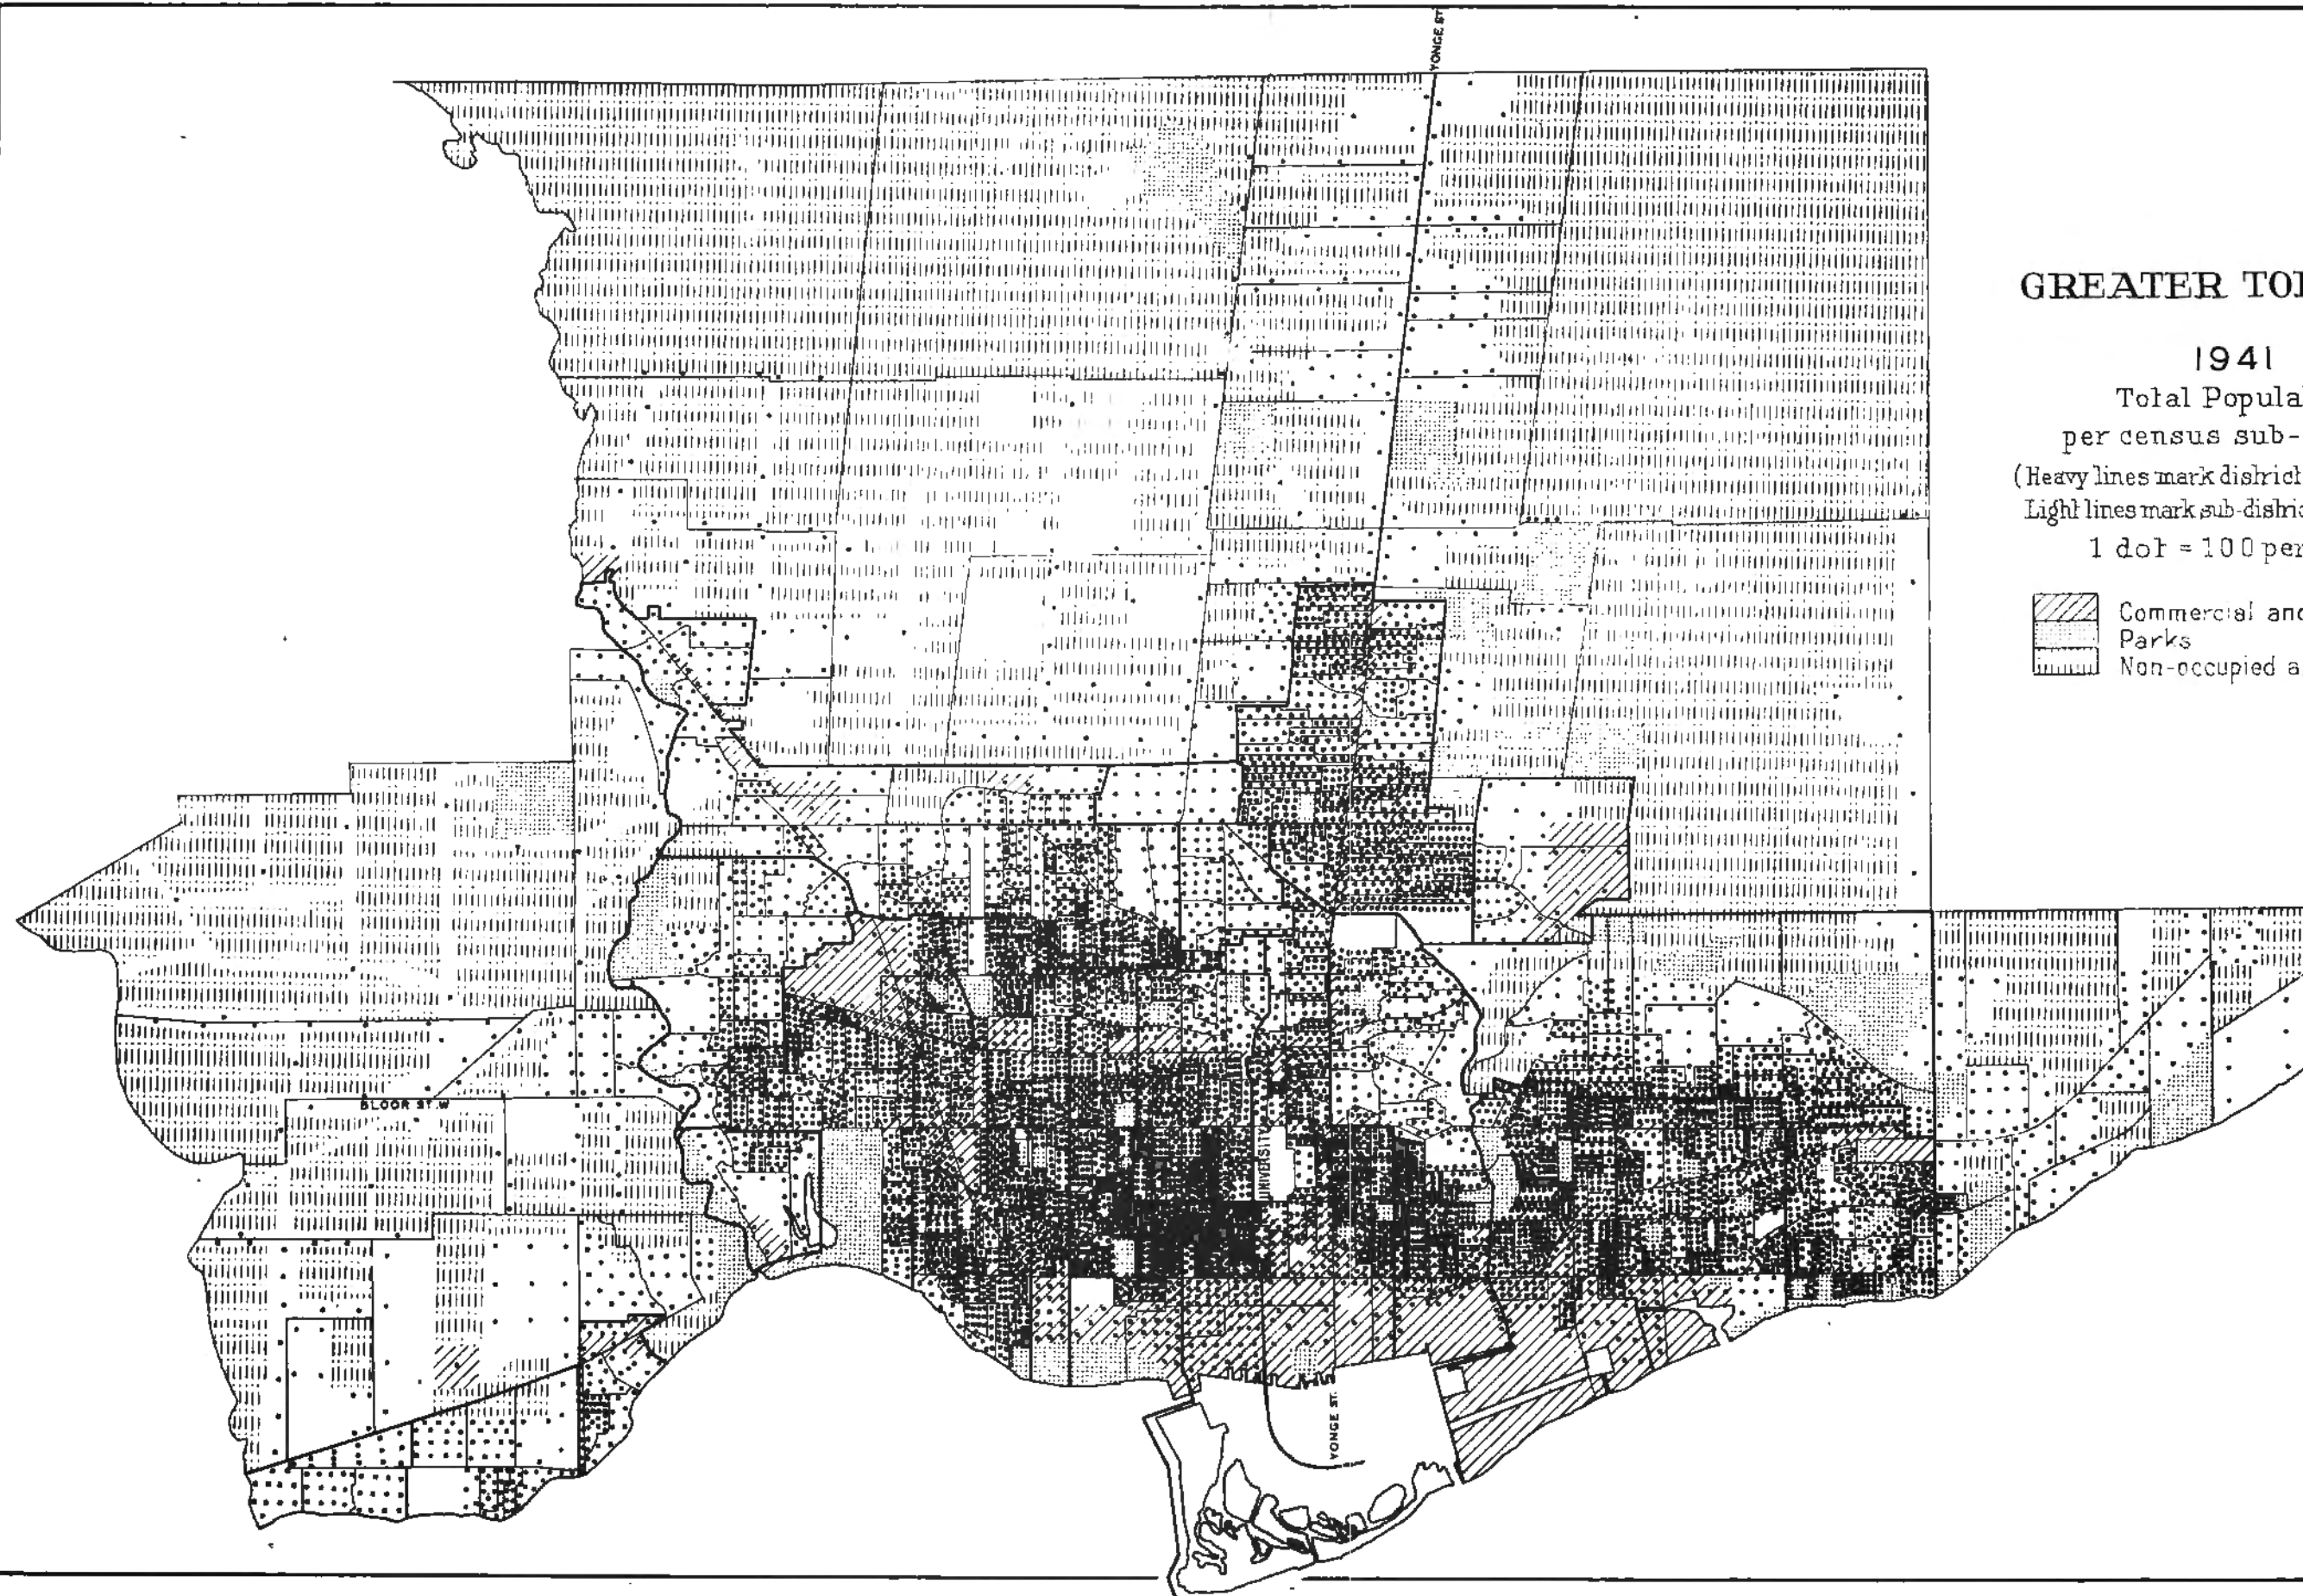 YONGE ST
GREATER TO
1941
Total Popula
per census sub-
(Heavy lines mark district
Light lines mark sub-distric
1 dot = 100 per
Commercial and
Parks
Non-occupied a
BLOOR ST. W
UNIVERSITY
YONGE ST.